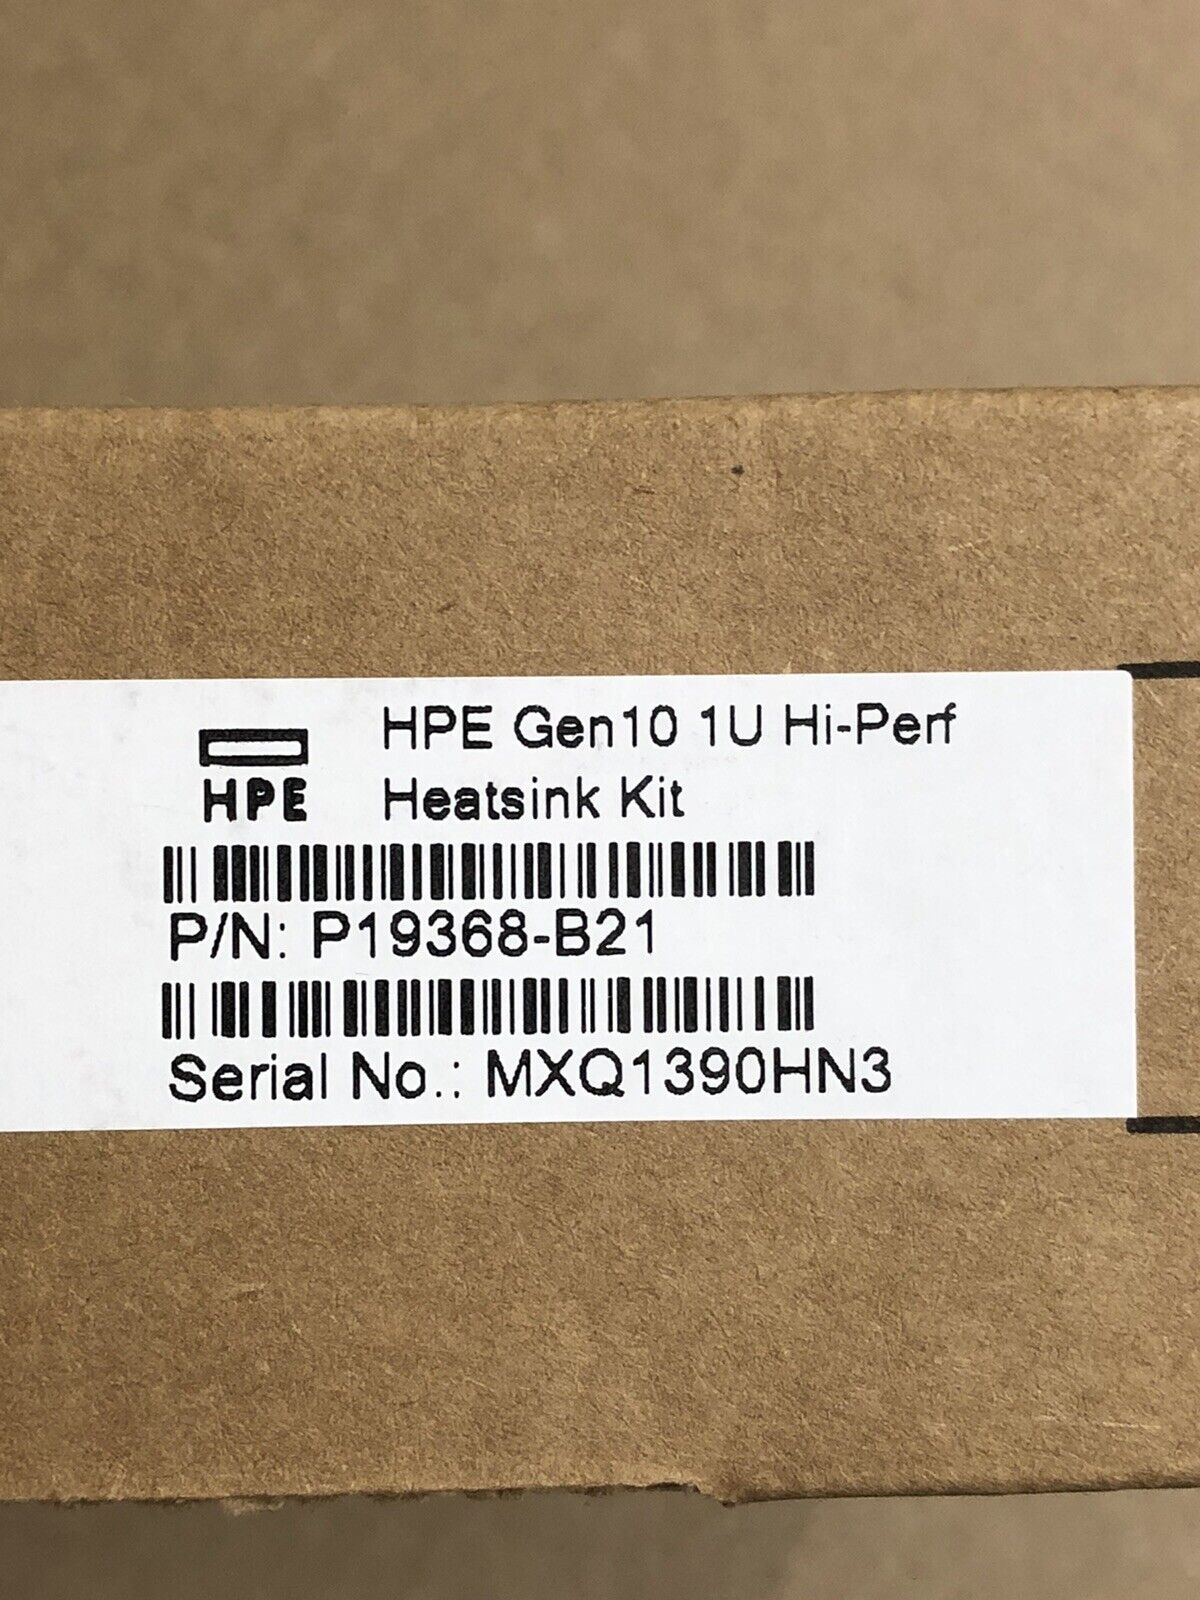 HPE Gen10 1U Hi-Perf
HPE Heatsink Kit
P/N: P19368-B21
Serial No.: MXQ1390HN3